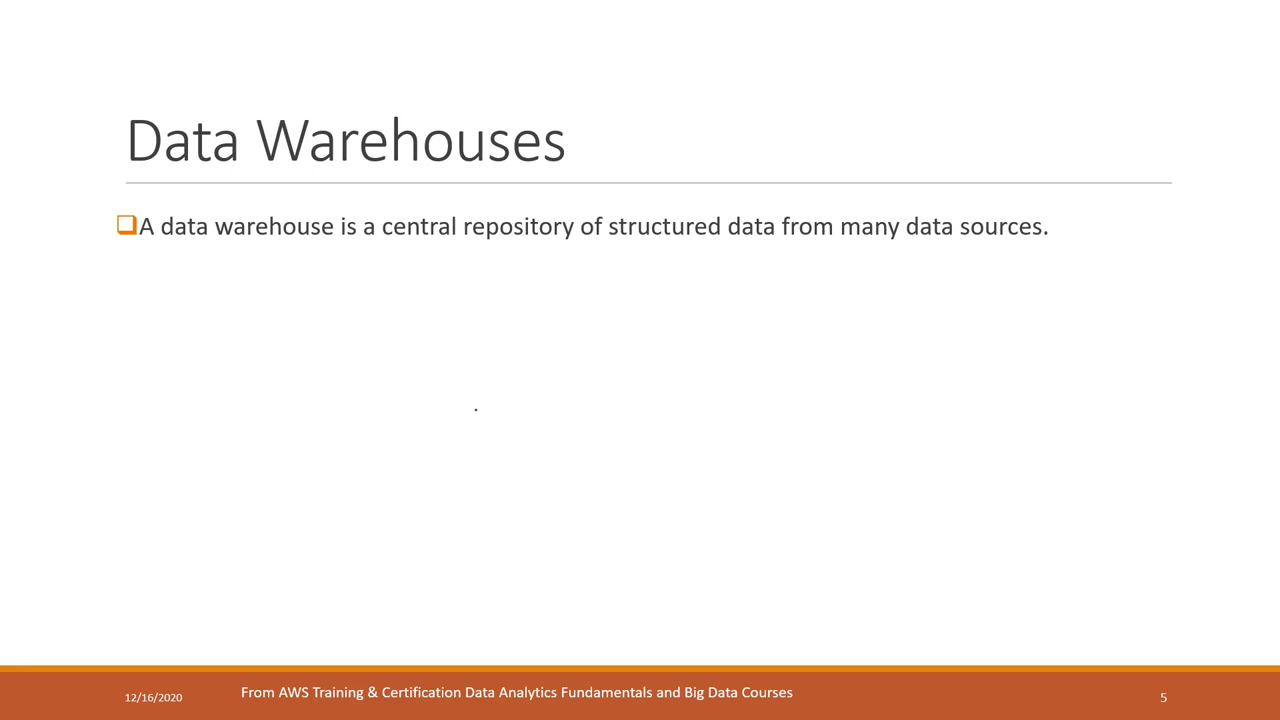 Data Warehouses
A data warehouse is a central repository of structured data from many data sources.
12/16/2020
From AWS Training & Certification Data Analytics Fundamentals and Big Data Courses
5